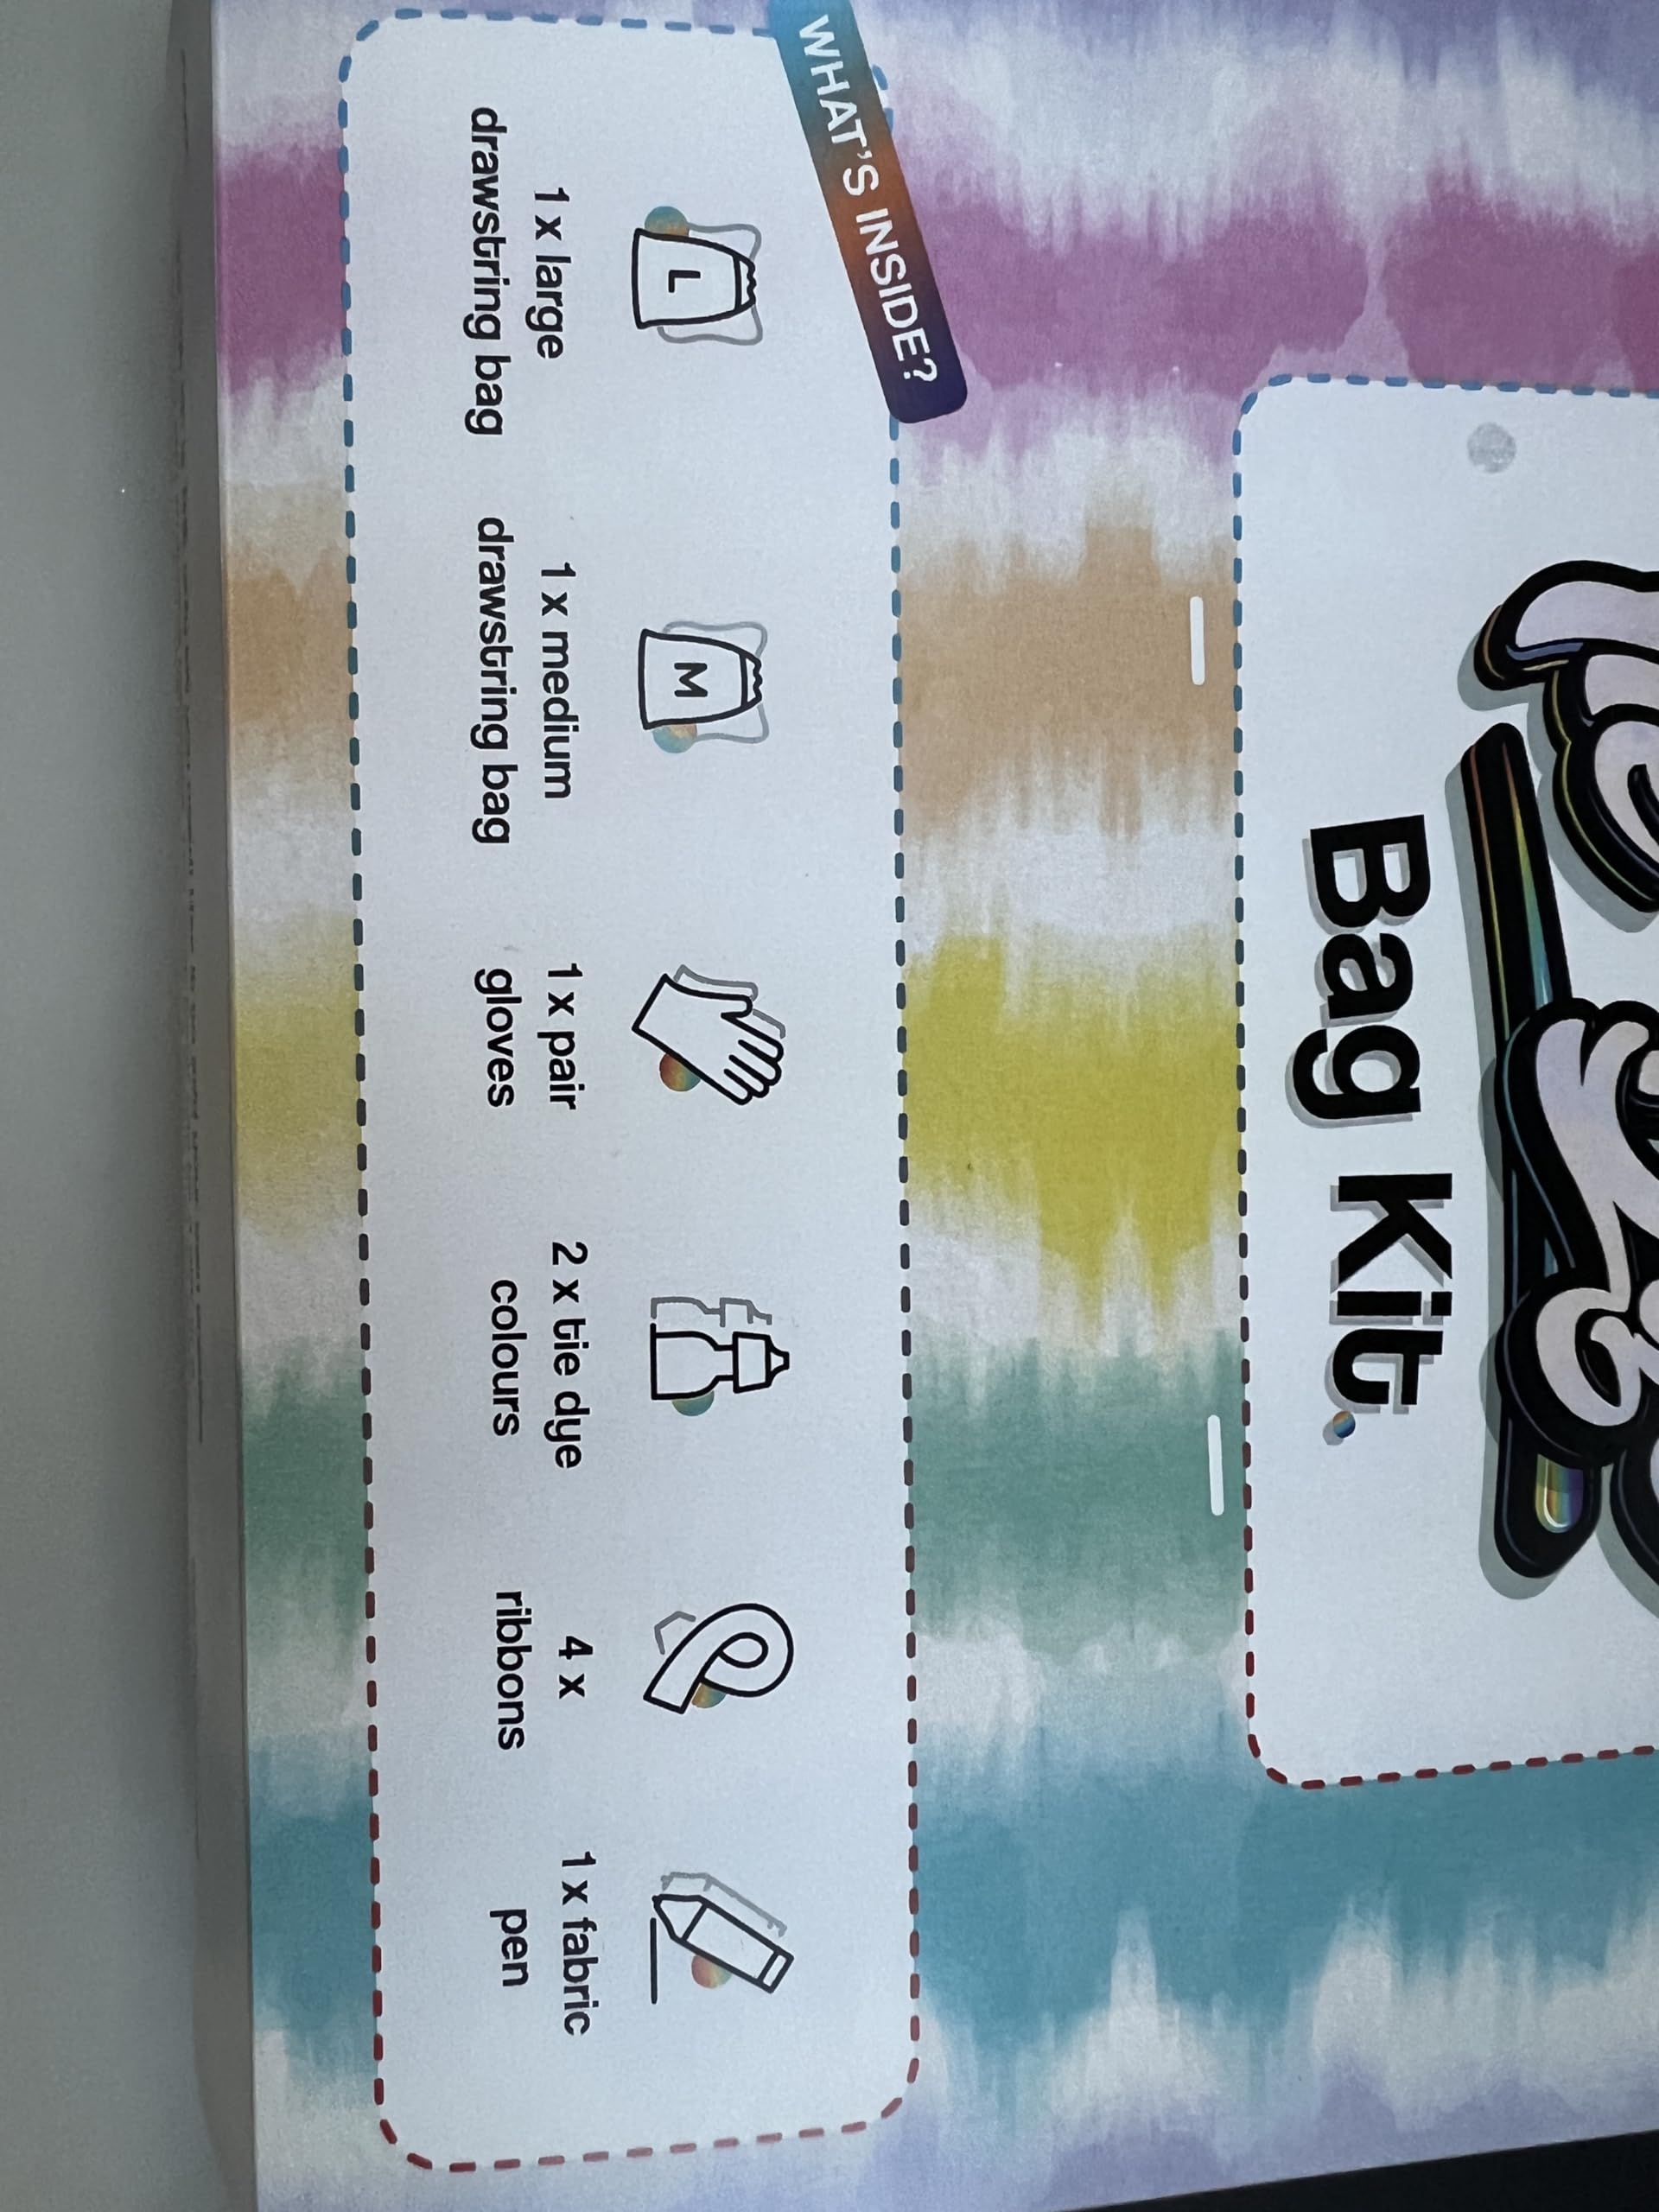 Bag Kit.
WHAT'S INSIDE?
L
1 x large
drawstring bag
M
1 x medium
drawstring bag
1 x pair
gloves
2 x tie dye
colours
4 x
ribbons
1 x fabric
pen